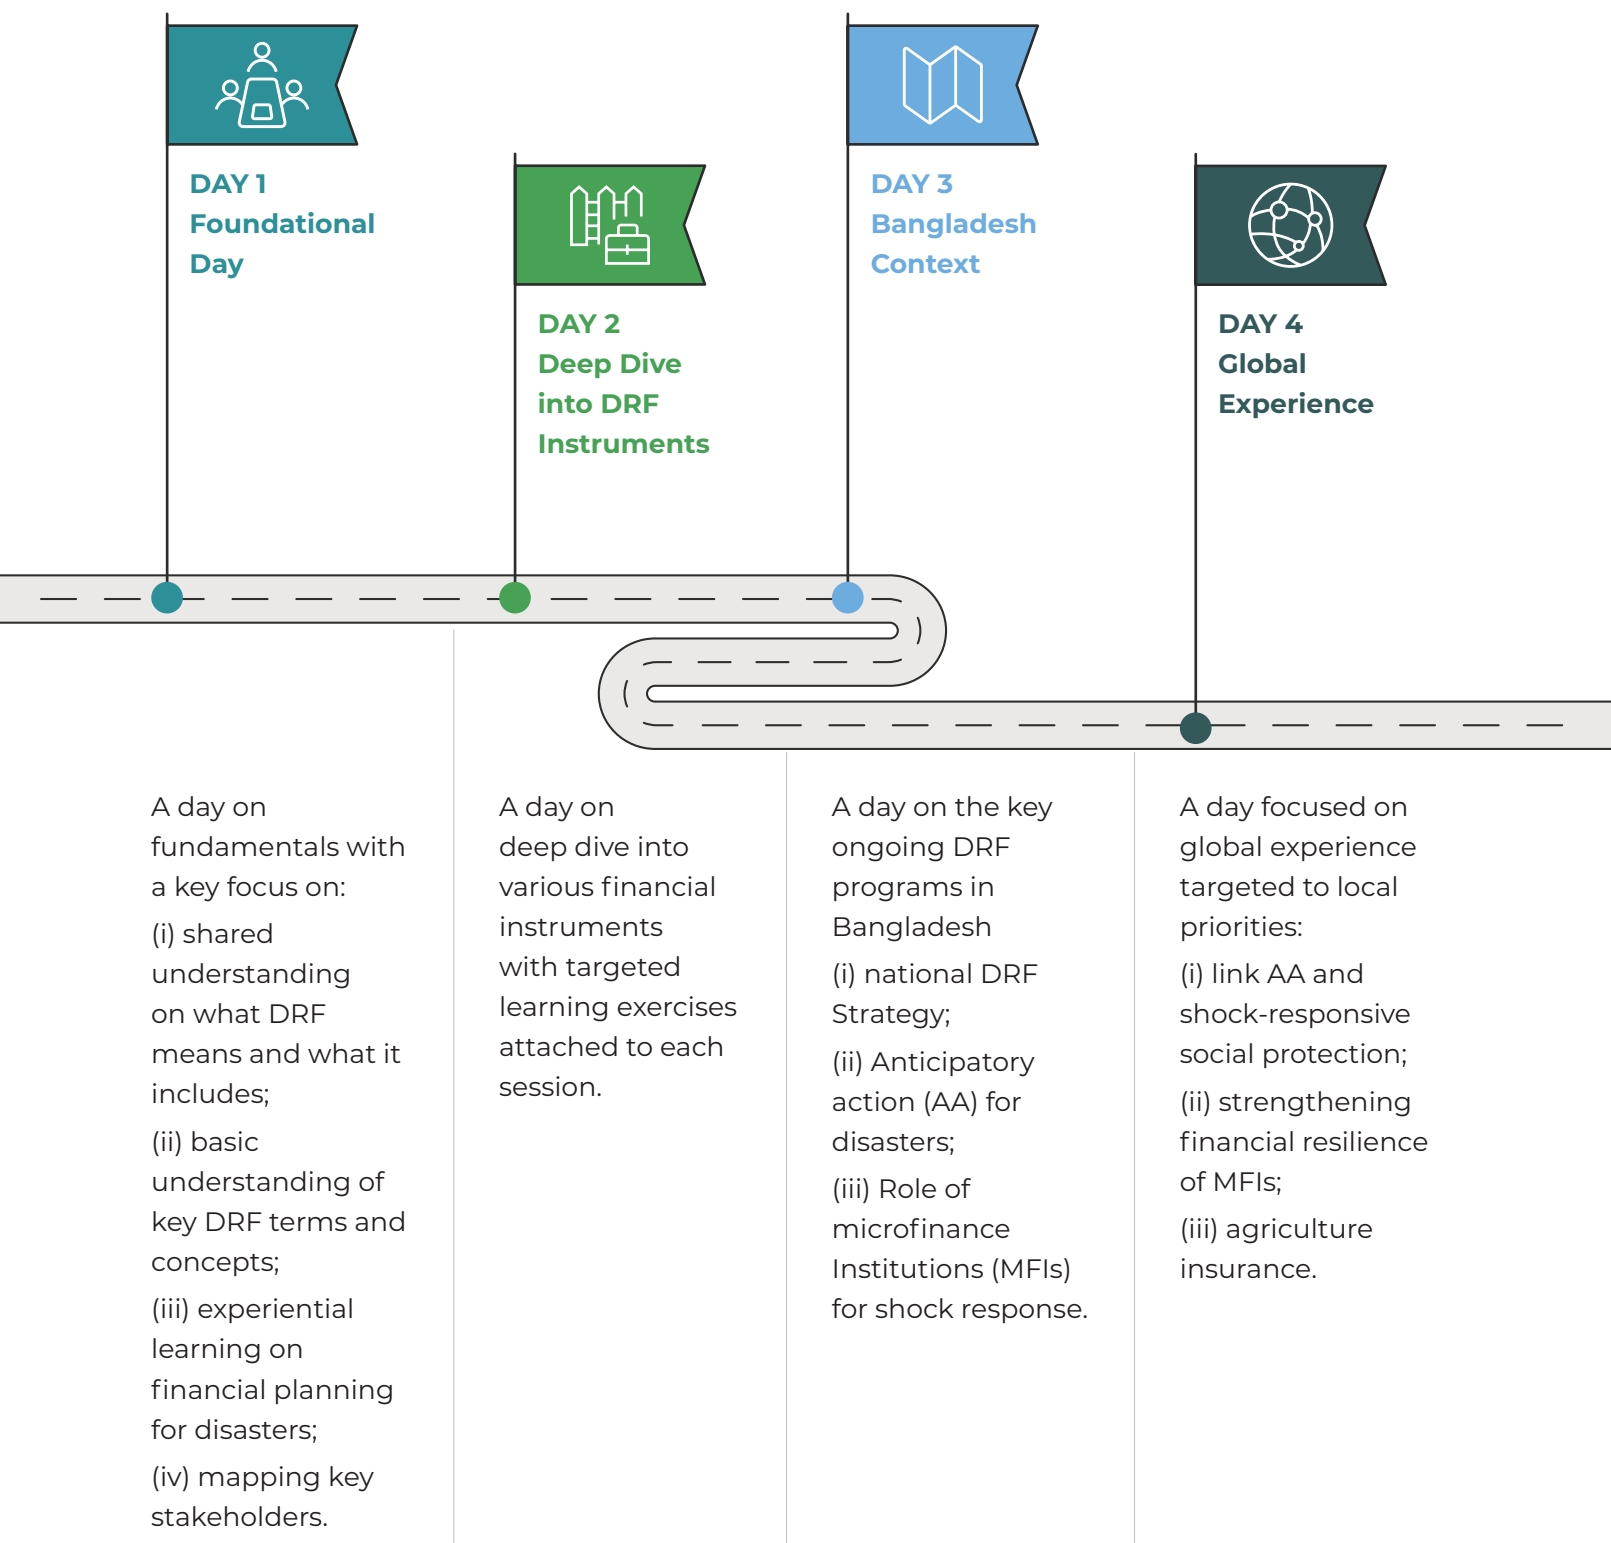 DAY 1
Foundational
Day
DAY 2
Deep Dive
into DRF
Instruments
DAY 3
Bangladesh
Context
DAY 4
Global
Experience
A day on
fundamentals with
a key focus on:
(i) shared
understanding
on what DRF
means and what it
includes;
(ii) basic
understanding of
key DRF terms and
concepts;
(iii) experiential
learning on
financial planning
for disasters;
(iv) mapping key
stakeholders.
A day on
deep dive into
various financial
instruments
with targeted
learning exercises
attached to each
session.
A day on the key
ongoing DRF
programs in
Bangladesh
(i) national DRF
Strategy;
(ii) Anticipatory
action (AA) for
disasters;
(iii) Role of
microfinance
Institutions (MFIs)
for shock response.
A day focused on
global experience
targeted to local
priorities:
(i) link AA and
shock-responsive
social protection;
(ii) strengthening
financial resilience
of MFIs;
(iii) agriculture
insurance.